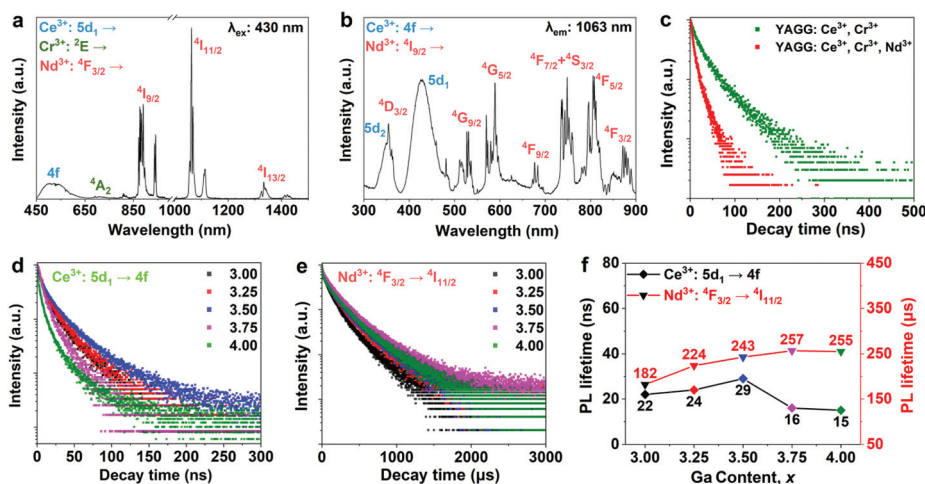 a
Ce³⁺: 5d₁ →
Cr³⁺: ²E →
Nd³⁺: ⁴F₃/₂ →
λex: 430 nm
⁴I₁₁/₂
⁴I₉/₂
4f
⁴A₂
⁴I₁₃/₂
Intensity (a.u.)
450 650 850 1000 1200 1400
Wavelength (nm)
b
Ce³⁺: 4f →
Nd³⁺: ⁴I₉/₂ →
λem: 1063 nm
5d₂
⁴D₃/₂
5d₁
⁴G₉/₂
⁴G₅/₂
⁴F₉/₂
⁴F₇/₂+⁴S₃/₂
⁴F₅/₂
⁴F₃/₂
Intensity (a.u.)
300 400 500 600 700 800 900
Wavelength (nm)
c
YAGG: Ce³⁺, Cr³⁺
YAGG: Ce³⁺, Cr³⁺, Nd³⁺
Intensity (a.u.)
0 100 200 300 400 500
Decay time (ns)
d
Ce³⁺: 5d₁ → 4f
3.00
3.25
3.50
3.75
4.00
Intensity (a.u.)
0 50 100 150 200 250 300
Decay time (ns)
e
Nd³⁺: ⁴F₃/₂ → ⁴I₁₁/₂
3.00
3.25
3.50
3.75
4.00
Intensity (a.u.)
0 1000 2000 3000
Decay time (µs)
f
Ce³⁺: 5d₁ → 4f
Nd³⁺: ⁴F₃/₂ → ⁴I₁₁/₂
PL lifetime (ns)
80
60
40
20
0
182 224 243 257 255
22 24 29 16 15
450
350
250
150
50
PL lifetime (µs)
3.00 3.25 3.50 3.75 4.00
Ga Content, x